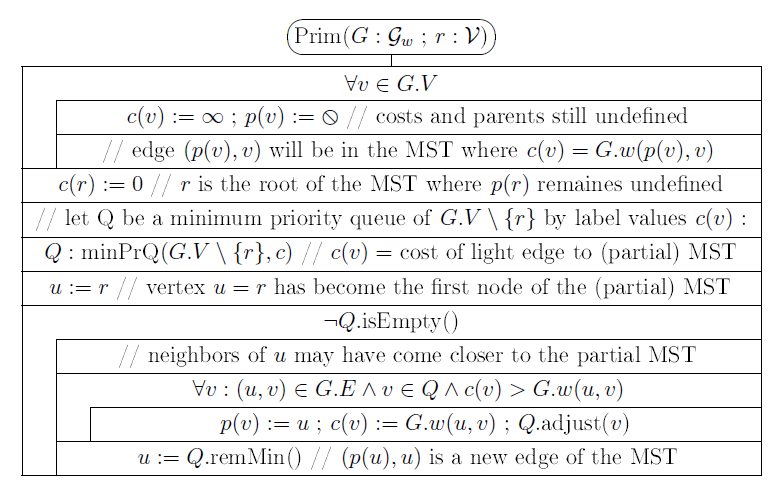 Prim(G : 𝒢_w ; r : 𝒱)
∀v ∈ G.V
c(v) := ∞ ; p(v) := ⦸ // costs and parents still undefined
// edge (p(v), v) will be in the MST where c(v) = G.w(p(v), v)
c(r) := 0 // r is the root of the MST where p(r) remaines undefined
// let Q be a minimum priority queue of G.V \ {r} by label values c(v) :
Q : minPrQ(G.V \ {r}, c) // c(v) = cost of light edge to (partial) MST
u := r // vertex u = r has become the first node of the (partial) MST
¬Q.isEmpty()
// neighbors of u may have come closer to the partial MST
∀v : (u, v) ∈ G.E ∧ v ∈ Q ∧ c(v) > G.w(u, v)
p(v) := u ; c(v) := G.w(u, v) ; Q.adjust(v)
u := Q.remMin() // (p(u), u) is a new edge of the MST